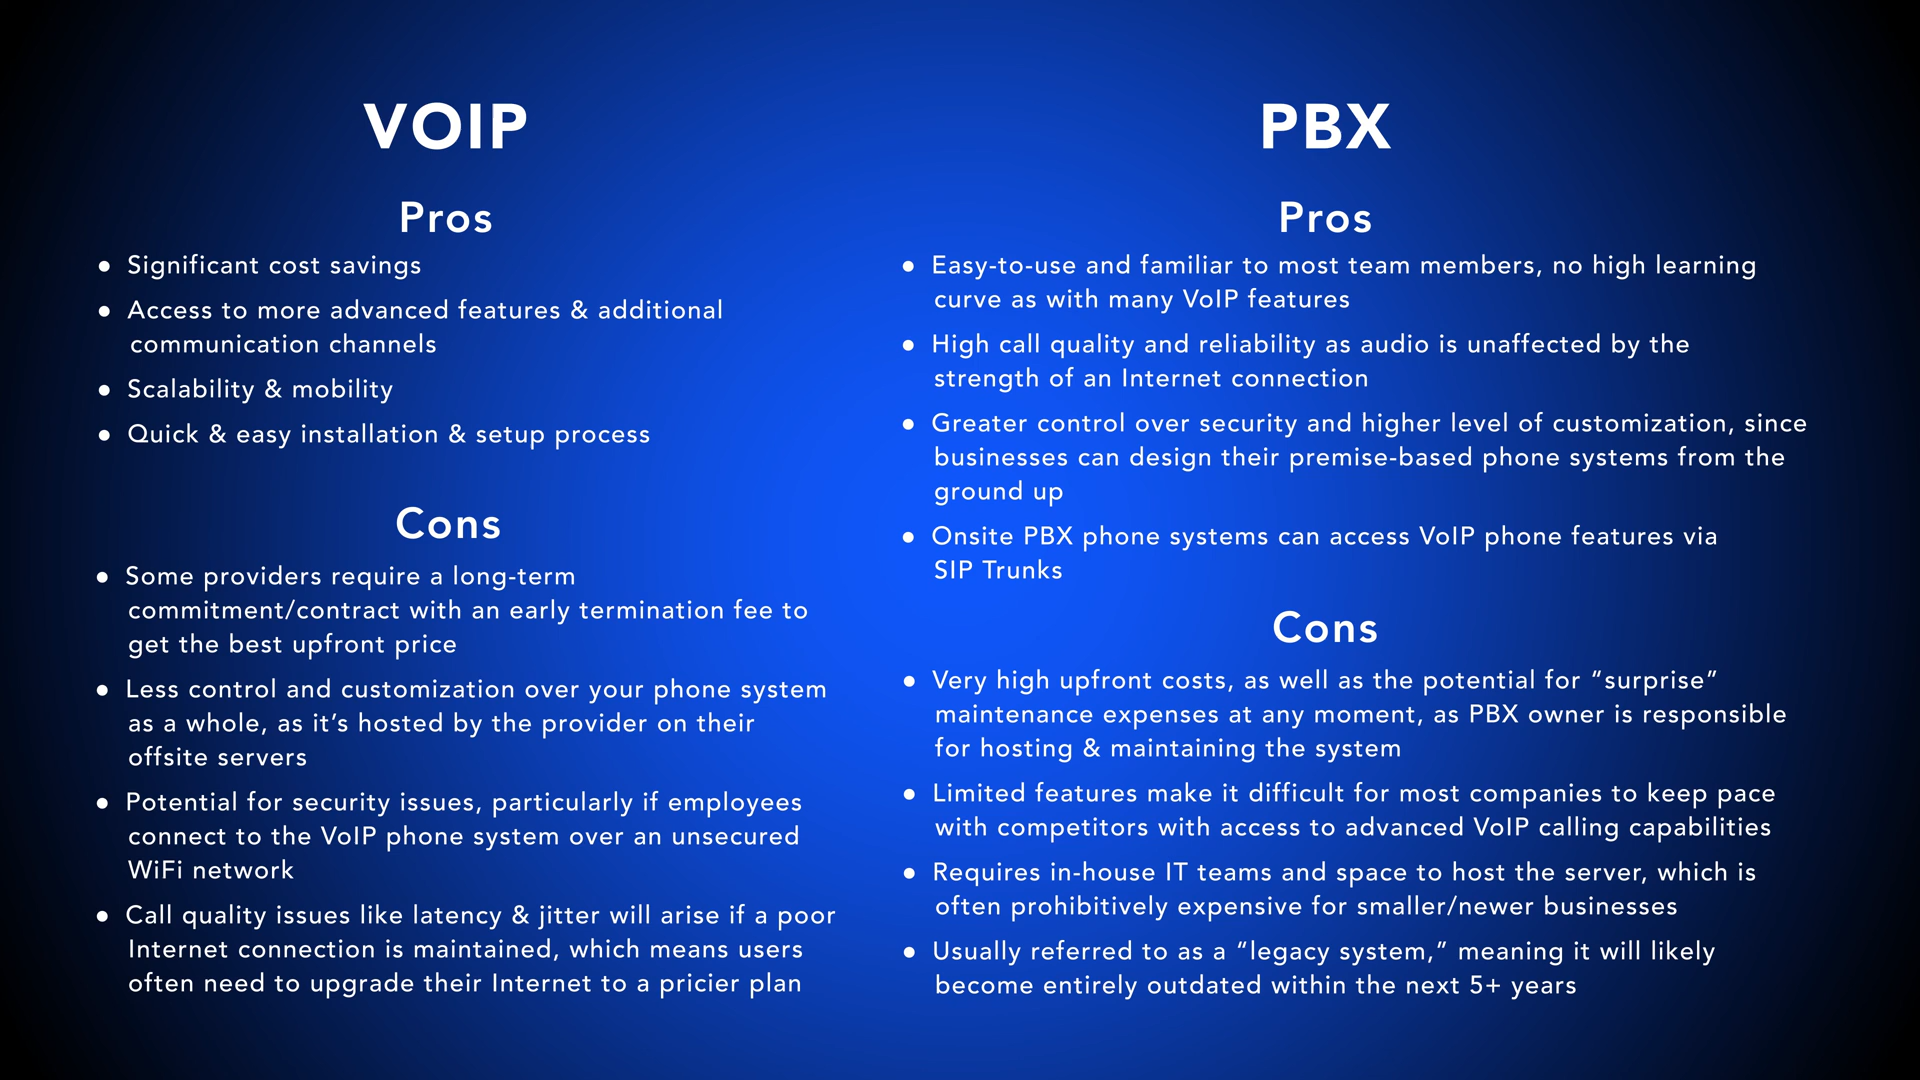 VOIP
Pros
● Significant cost savings
● Access to more advanced features & additional
communication channels
● Scalability & mobility
● Quick & easy installation & setup process
Cons
● Some providers require a long-term
commitment/contract with an early termination fee to
get the best upfront price
● Less control and customization over your phone system
as a whole, as it’s hosted by the provider on their
offsite servers
● Potential for security issues, particularly if employees
connect to the VoIP phone system over an unsecured
WiFi network
● Call quality issues like latency & jitter will arise if a poor
Internet connection is maintained, which means users
often need to upgrade their Internet to a pricier plan
PBX
Pros
● Easy-to-use and familiar to most team members, no high learning
curve as with many VoIP features
● High call quality and reliability as audio is unaffected by the
strength of an Internet connection
● Greater control over security and higher level of customization, since
businesses can design their premise-based phone systems from the
ground up
● Onsite PBX phone systems can access VoIP phone features via
SIP Trunks
Cons
● Very high upfront costs, as well as the potential for “surprise”
maintenance expenses at any moment, as PBX owner is responsible
for hosting & maintaining the system
● Limited features make it difficult for most companies to keep pace
with competitors with access to advanced VoIP calling capabilities
● Requires in-house IT teams and space to host the server, which is
often prohibitively expensive for smaller/newer businesses
● Usually referred to as a “legacy system,” meaning it will likely
become entirely outdated within the next 5+ years